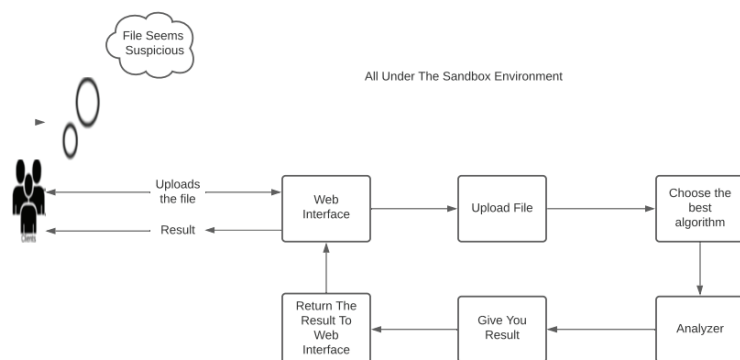 File Seems
Suspicious
All Under The Sandbox Environment
Uploads
the file
Result
Clients
Web
Interface
Upload File
Choose the
best
algorithm
Return The
Result To
Web
Interface
Give You
Result
Analyzer